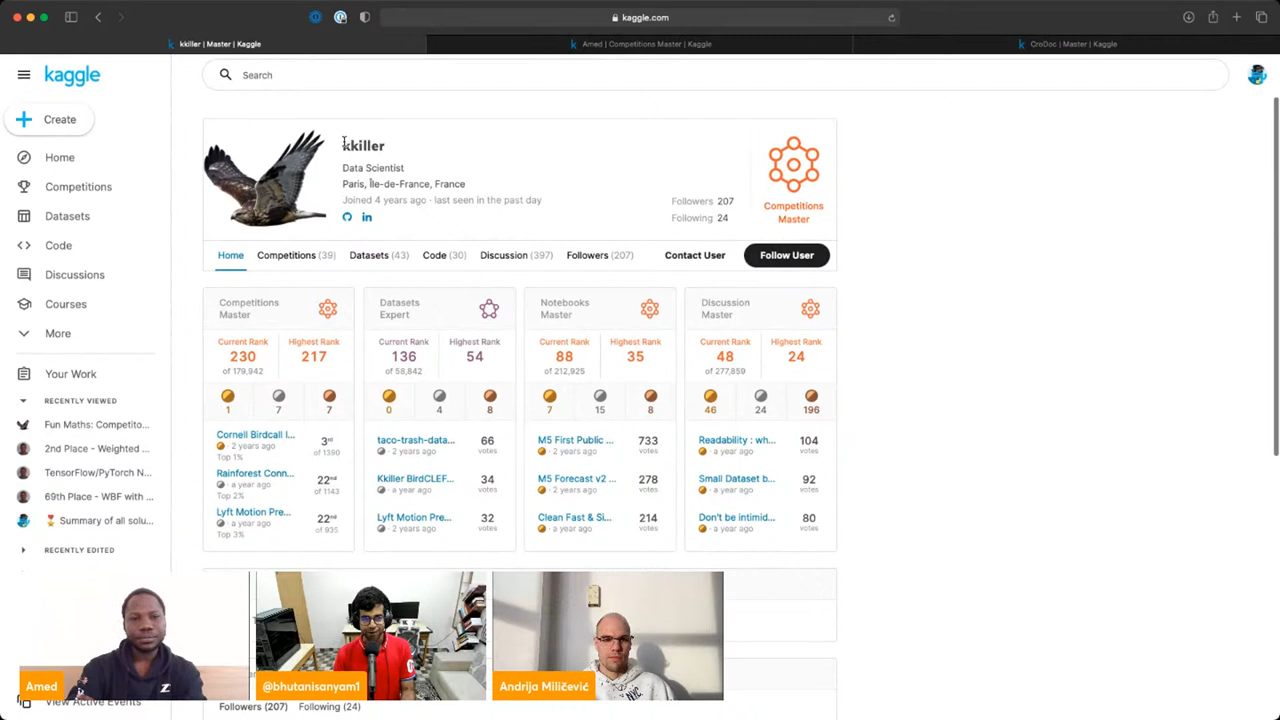 kaggle.com
kkiller | Master | Kaggle
Amed | Competitions Master | Kaggle
CroDoc | Master | Kaggle
kaggle
Search
Create
Home
Competitions
Datasets
Code
Discussions
Courses
More
Your Work
RECENTLY VIEWED
Fun Maths: Competito...
2nd Place - Weighted ...
TensorFlow/PyTorch N...
69th Place - WBF with ...
Summary of all solu...
RECENTLY EDITED
View Active Events
kkiller
Data Scientist
Paris, Île-de-France, France
Joined 4 years ago · last seen in the past day
Followers 207
Following 24
Competitions
Master
Home
Competitions (39)
Datasets (43)
Code (30)
Discussion (397)
Followers (207)
Contact User
Follow User
Competitions
Master
Current Rank
230
of 179,942
Highest Rank
217
1
7
7
Cornell Birdcall I...
· 2 years ago
Top 1%
3rd
of 1390
Rainforest Conn...
· a year ago
Top 2%
22nd
of 1143
Lyft Motion Pre...
· a year ago
Top 3%
22nd
of 935
Datasets
Expert
Current Rank
136
of 58,842
Highest Rank
54
0
4
8
taco-trash-data...
· 2 years ago
66
votes
Kkiller BirdCLEF...
· a year ago
34
votes
Lyft Motion Pre...
· 2 years ago
32
votes
Notebooks
Master
Current Rank
88
of 212,925
Highest Rank
35
7
15
8
M5 First Public ...
· 2 years ago
733
votes
M5 Forecast v2 ...
· 2 years ago
278
votes
Clean Fast & Si...
· a year ago
214
votes
Discussion
Master
Current Rank
48
of 277,859
Highest Rank
24
46
24
196
Readability : wh...
· a year ago
104
votes
Small Dataset b...
· a year ago
92
votes
Don't be intimid...
· a year ago
80
votes
Amed
@bhutanisanyam1
Andrija Miličević
Followers (207)
Following (24)